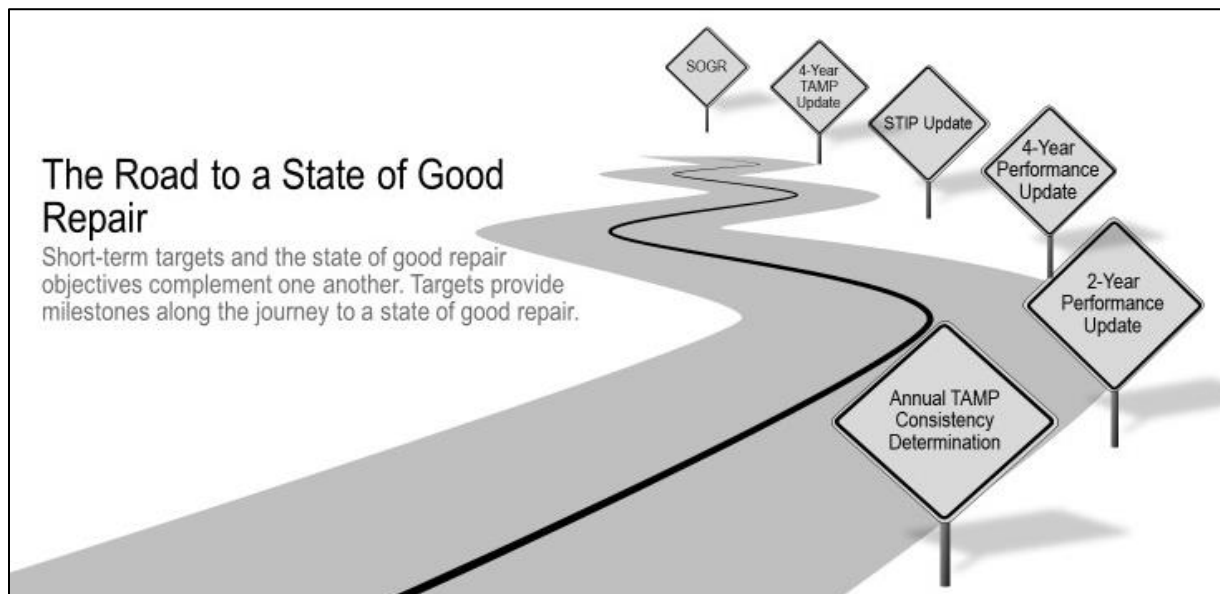 The Road to a State of Good
Repair
Short-term targets and the state of good repair
objectives complement one another. Targets provide
milestones along the journey to a state of good repair.
SOGR
4-Year
TAMP
Update
STIP Update
4-Year
Performance
Update
2-Year
Performance
Update
Annual TAMP
Consistency
Determination